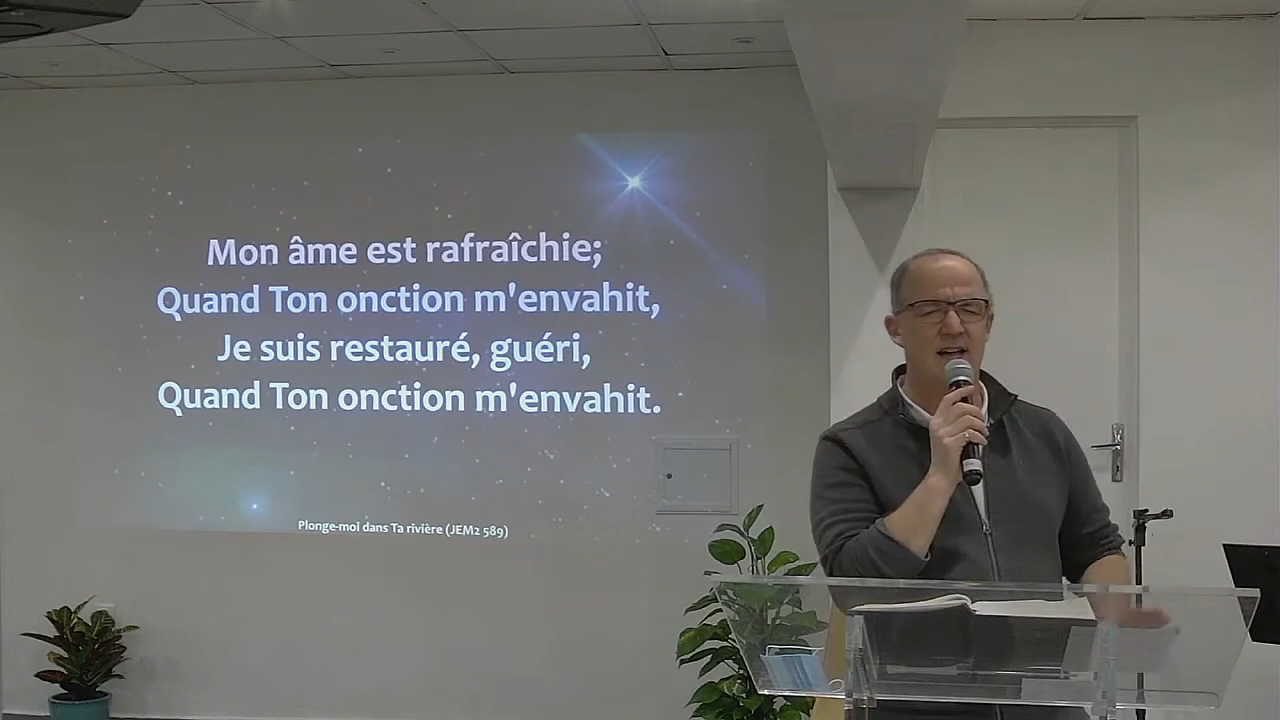 Mon âme est rafraîchie;
Quand Ton onction m'envahit,
Je suis restauré, guéri,
Quand Ton onction m'envahit.
Plonge-moi dans Ta rivière (JEM2 589)